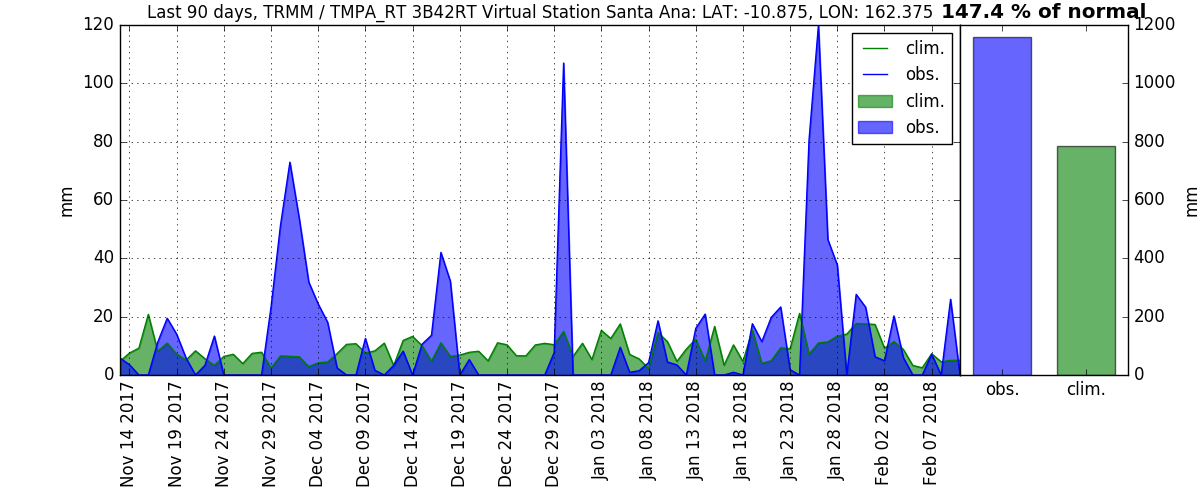 Last 90 days, TRMM / TMPA_RT 3B42RT Virtual Station Santa Ana: LAT: -10.875, LON: 162.375 147.4 % of normal
120
100
80
60
40
20
0
mm
clim.
obs.
clim.
obs.
1200
1000
800
600
400
200
0
mm
Nov 14 2017
Nov 19 2017
Nov 24 2017
Nov 29 2017
Dec 04 2017
Dec 09 2017
Dec 14 2017
Dec 19 2017
Dec 24 2017
Dec 29 2017
Jan 03 2018
Jan 08 2018
Jan 13 2018
Jan 18 2018
Jan 23 2018
Jan 28 2018
Feb 02 2018
Feb 07 2018
obs.
clim.